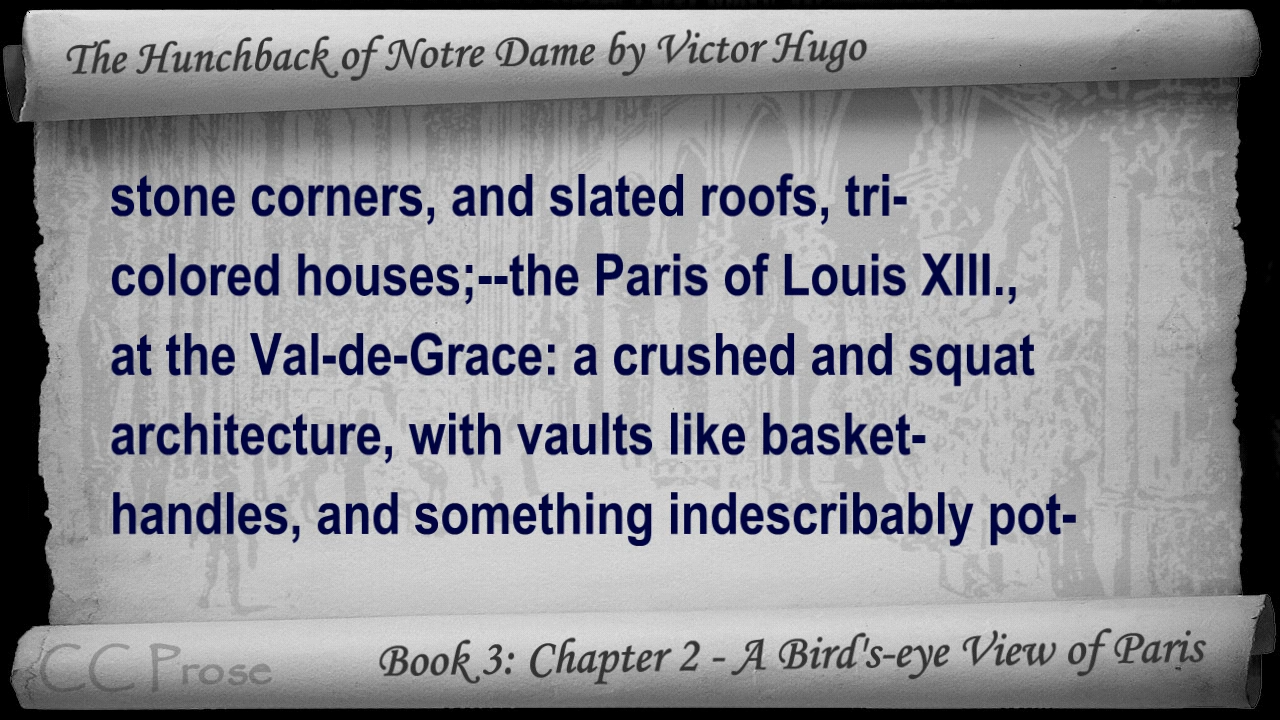 The Hunchback of Notre Dame by Victor Hugo
stone corners, and slated roofs, tri-
colored houses;--the Paris of Louis XIII.,
at the Val-de-Grace: a crushed and squat
architecture, with vaults like basket-
handles, and something indescribably pot-
CC Prose
Book 3: Chapter 2 - A Bird's-eye View of Paris